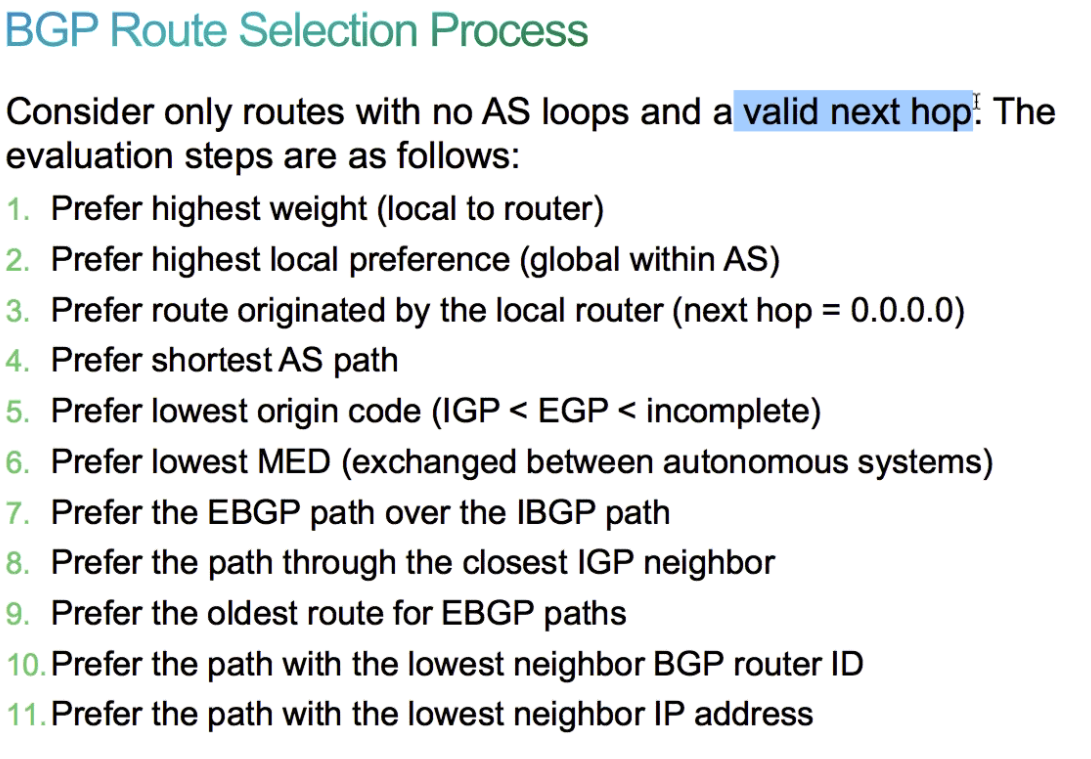 BGP Route Selection Process
Consider only routes with no AS loops and a valid next hop. The
evaluation steps are as follows:
1. Prefer highest weight (local to router)
2. Prefer highest local preference (global within AS)
3. Prefer route originated by the local router (next hop = 0.0.0.0)
4. Prefer shortest AS path
5. Prefer lowest origin code (IGP < EGP < incomplete)
6. Prefer lowest MED (exchanged between autonomous systems)
7. Prefer the EBGP path over the IBGP path
8. Prefer the path through the closest IGP neighbor
9. Prefer the oldest route for EBGP paths
10. Prefer the path with the lowest neighbor BGP router ID
11. Prefer the path with the lowest neighbor IP address